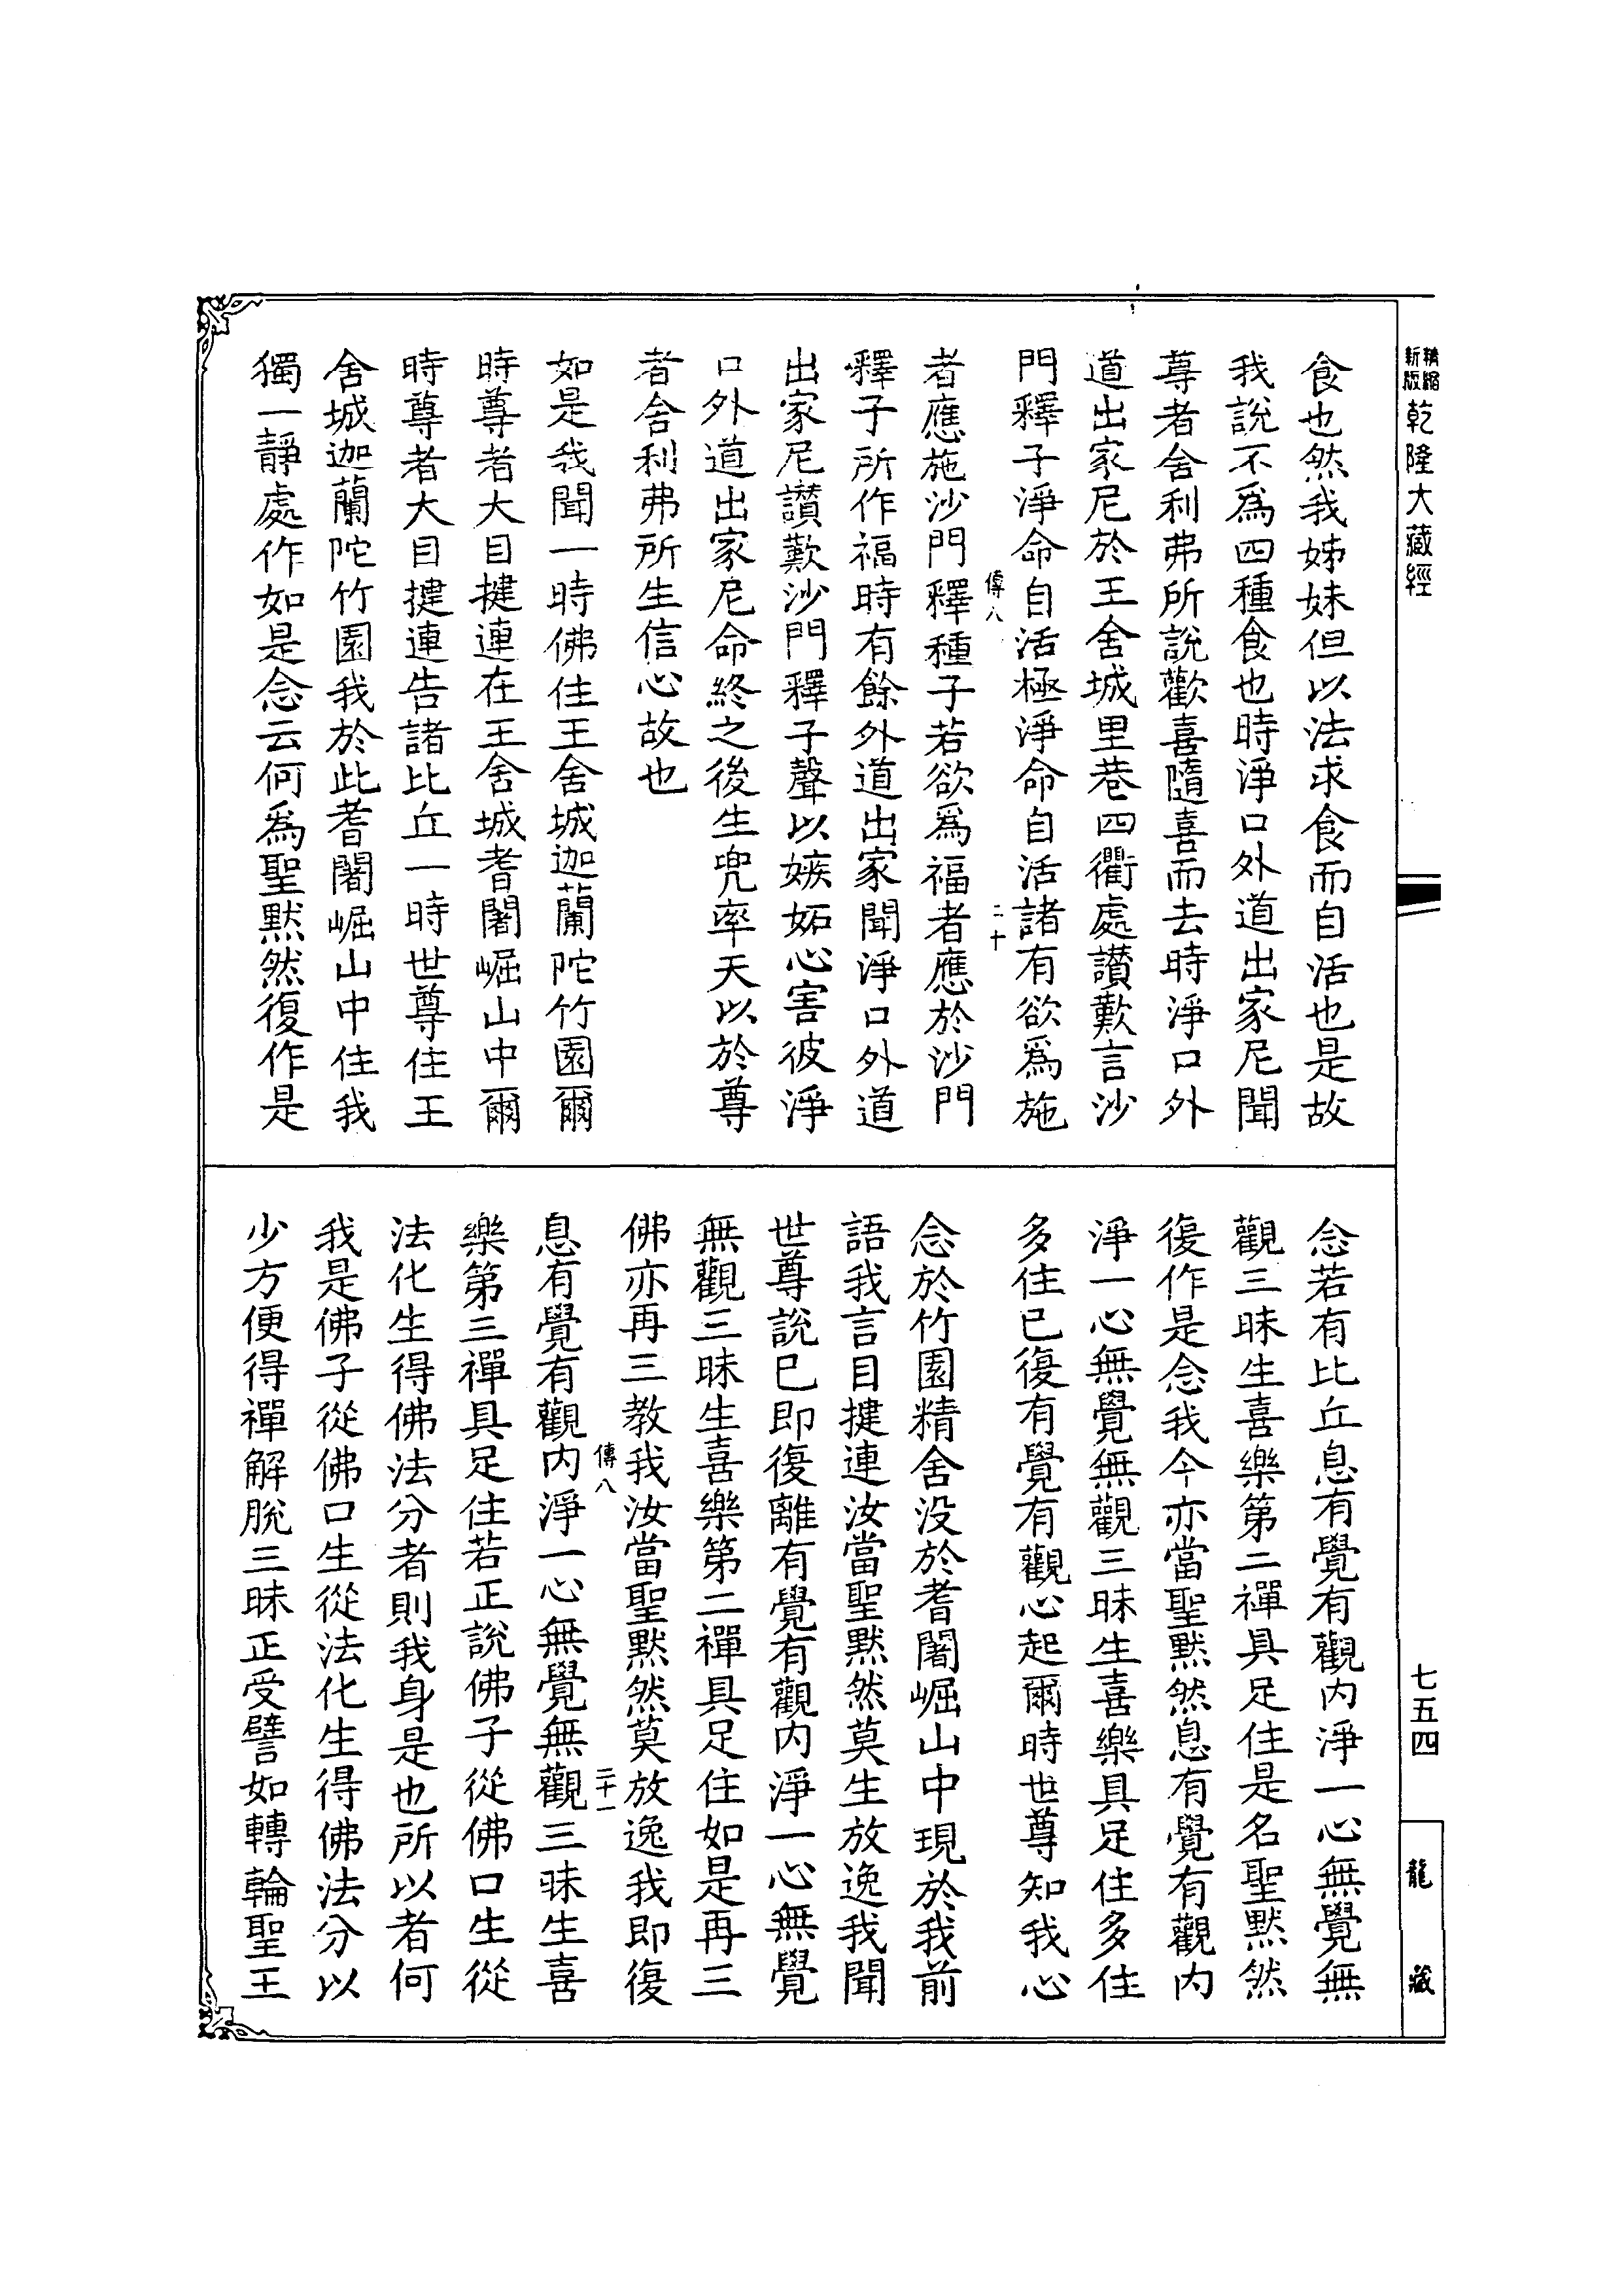 精縮新版乾隆大藏經
食也然我姊妹但以法求食而自活也是故
我說不為四種食也時淨口外道出家尼聞
尊者舍利弗所說歡喜隨喜而去時淨口外
道出家尼於王舍城里巷四衢處讚歎言沙
門釋子淨命自活極淨命自活諸有欲為施
傳八 二十
者應施沙門釋種子若欲為福者應於沙門
釋子所作福時有餘外道出家聞淨口外道
出家尼讚歎沙門釋子聲以嫉妬心害彼淨
口外道出家尼命終之後生兜率天以於尊
者舍利弗所生信心故也
如是我聞一時佛住王舍城迦蘭陀竹園爾
時尊者大目揵連在王舍城耆闍崛山中爾
時尊者大目揵連告諸比丘一時世尊住王
舍城迦蘭陀竹園我於此耆闍崛山中住我
獨一靜處作如是念云何為聖默然復作是
念若有比丘息有覺有觀內淨一心無覺無
觀三昧生喜樂第二禪具足住是名聖默然
復作是念我今亦當聖默然息有覺有觀內
淨一心無覺無觀三昧生喜樂具足住多住
多住已復有覺有觀心起爾時世尊知我心
念於竹園精舍没於耆闍崛山中現於我前
語我言目揵連汝當聖默然莫生放逸我聞
世尊說已即復離有覺有觀內淨一心無覺
無觀三昧生喜樂第二禪具足住如是再三
佛亦再三教我汝當聖默然莫放逸我即復
傳八 二十一
息有覺有觀內淨一心無覺無觀三昧生喜
樂第三禪具足住若正說佛子從佛口生從
法化生得佛法分者則我身是也所以者何
我是佛子從佛口生從法化生得佛法分以
少方便得禪解脫三昧正受譬如轉輪聖王
七五四
龍藏